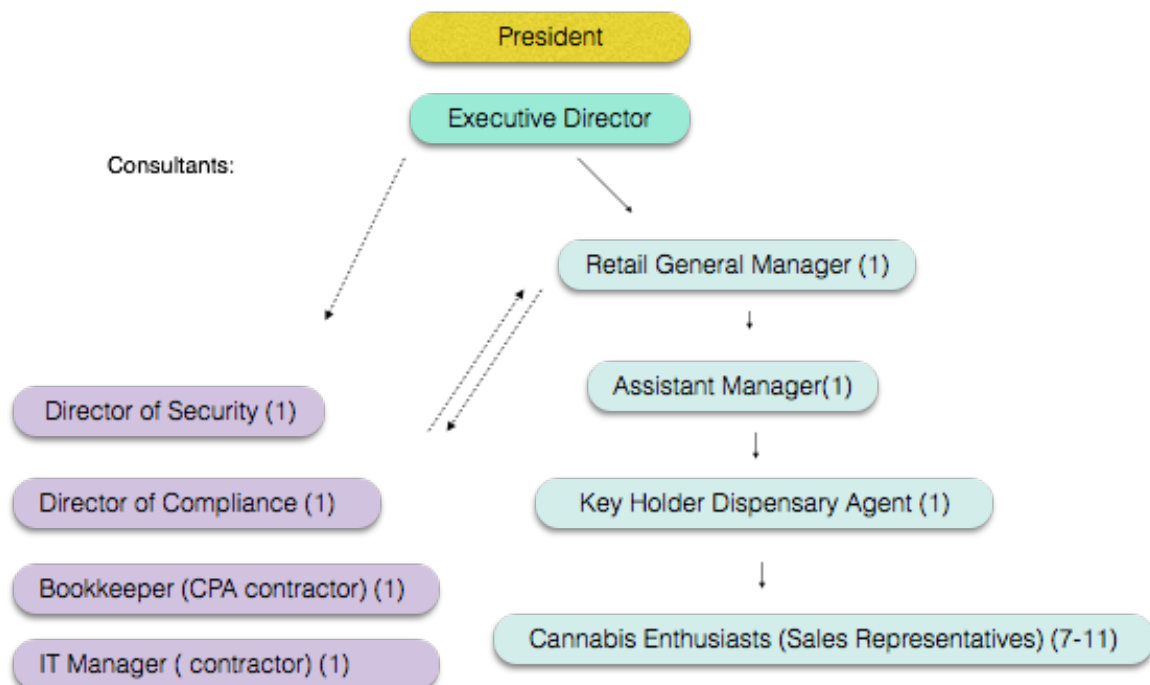 President
Executive Director
Consultants:
Retail General Manager (1)
Assistant Manager(1)
Director of Security (1)
Director of Compliance (1)
Key Holder Dispensary Agent (1)
Bookkeeper (CPA contractor) (1)
Cannabis Enthusiasts (Sales Representatives) (7-11)
IT Manager ( contractor) (1)